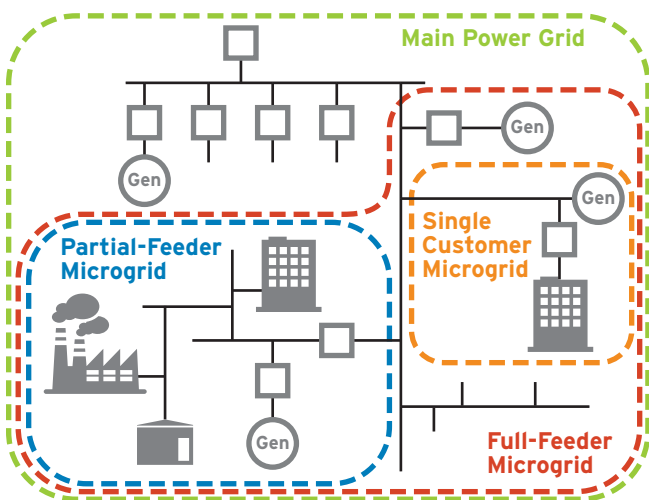 Main Power Grid
Gen
Gen
Gen
Single
Customer
Microgrid
Partial-Feeder
Microgrid
Gen
Full-Feeder
Microgrid